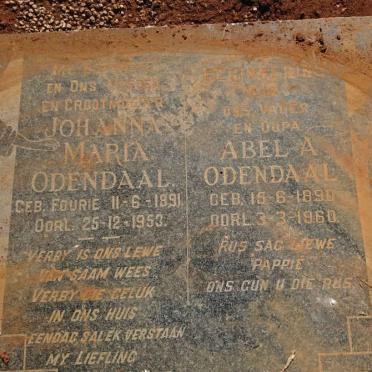 EN ONS
EN GROOTMOEDER
JOHANNA
MARIA
ODENDAAL.
GEB. FOURIE 11-6-1891
OORL. 25-12-1953.
VERBY IS ONS LEWE
VAN SAAM WEES
VERBY DIE GELUK
IN ONS HUIS
EENDAG SAL EK VERSTAAN
MY LIEFLING
ONS VADER
EN OUPA
ABEL A.
ODENDAAL
GEB. 15-6-1890
OORL. 3-3-1960.
RUS SAG LIEWE
PAPPIE
ONS GUN U DIE RUS.